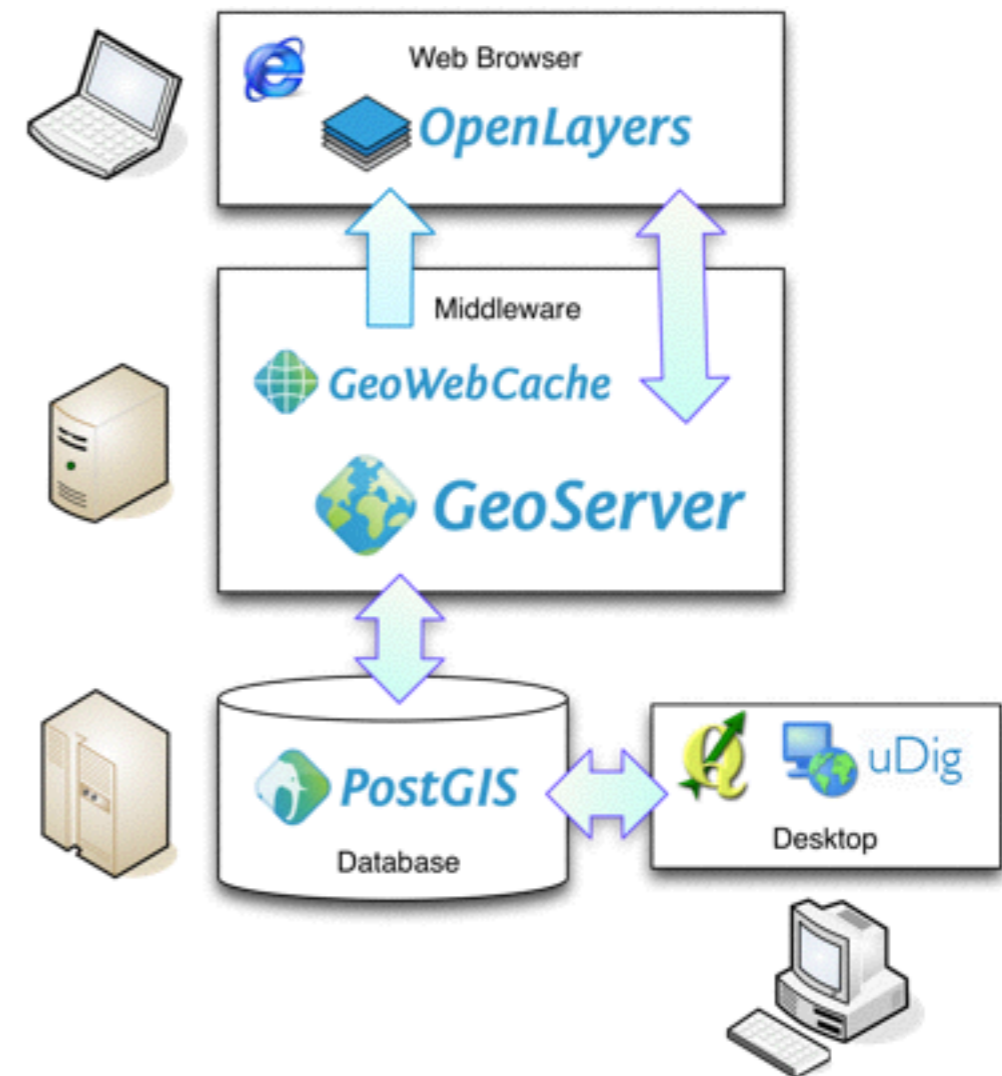 Web Browser
OpenLayers
Middleware
GeoWebCache
GeoServer
PostGIS
Database
uDig
Desktop